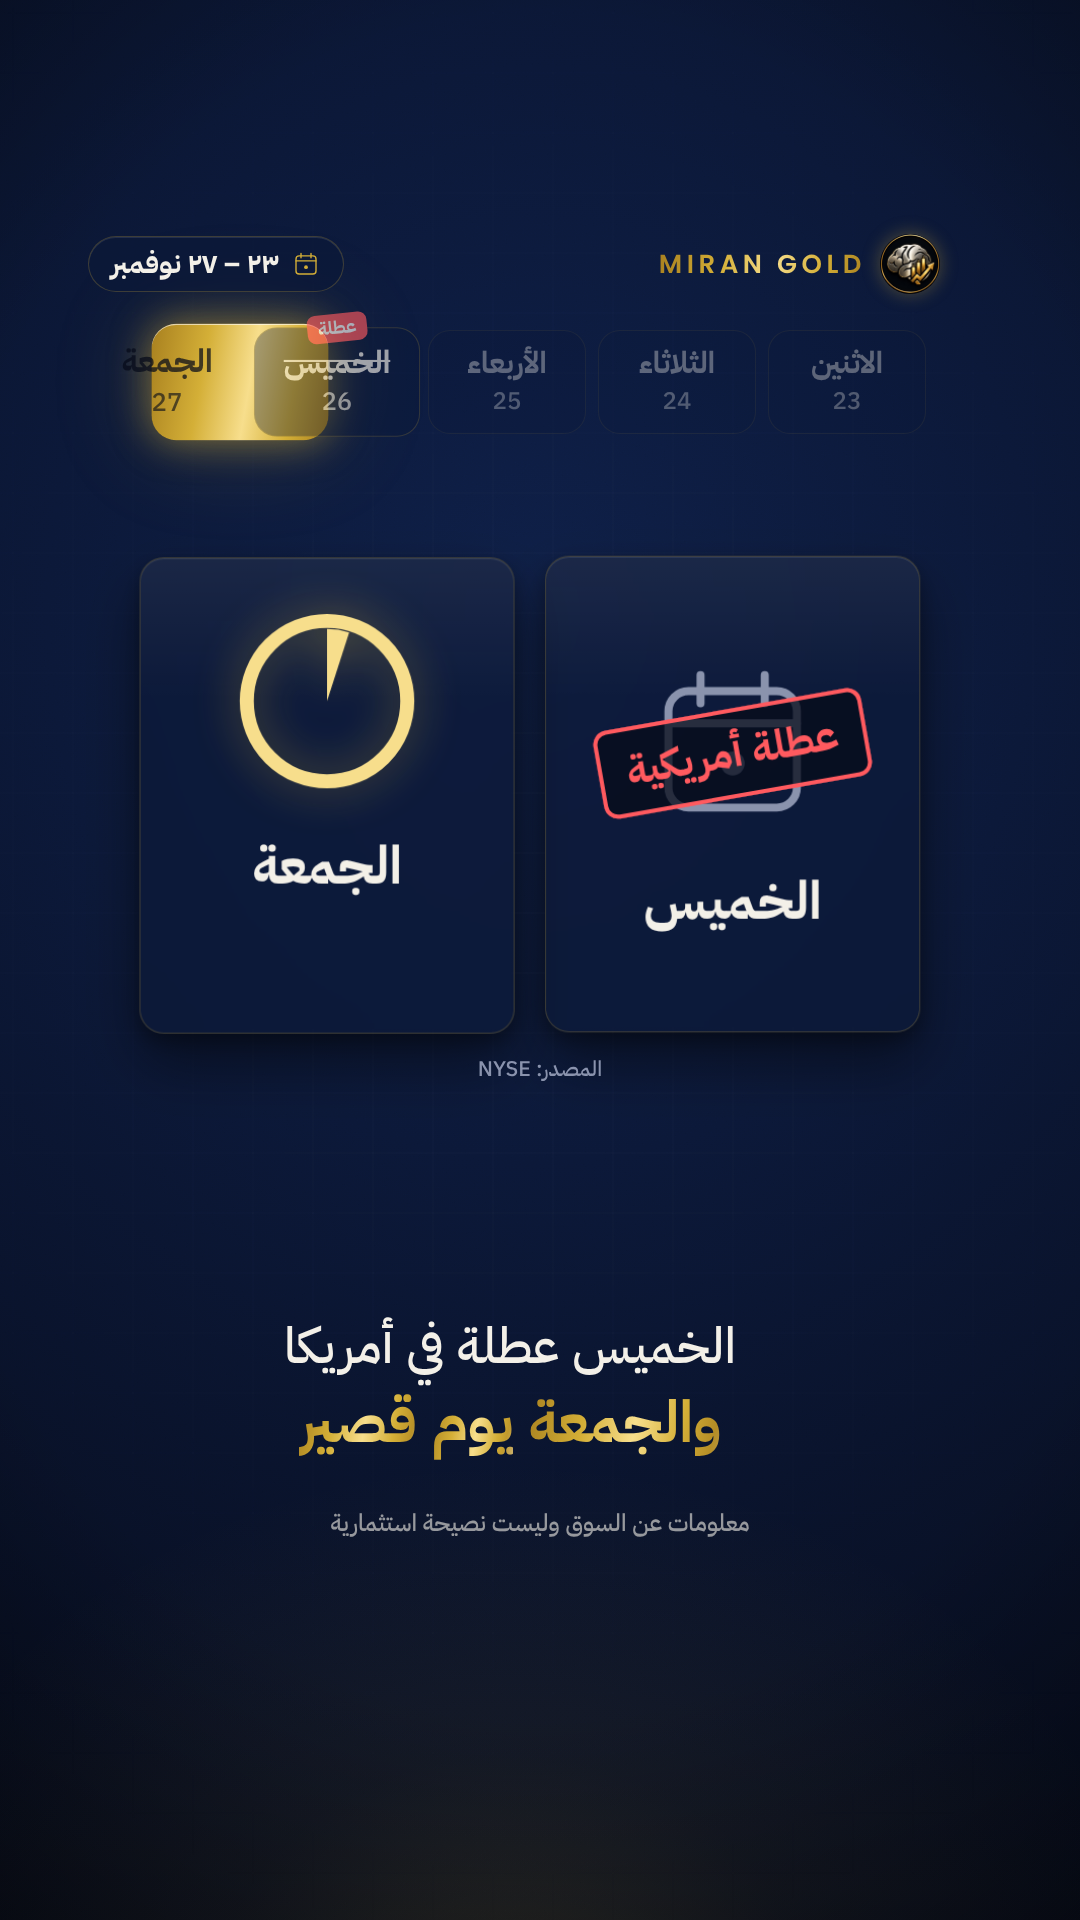 MIRAN GOLD
٢٣ – ٢٧ نوفمبر
الاثنين
23
الثلاثاء
24
الأربعاء
25
عطلة
الخميس
26
الجمعة
27
عطلة أمريكية
الخميس
الجمعة
المصدر: NYSE
الخميس عطلة في أمريكا
والجمعة يوم قصير
معلومات عن السوق وليست نصيحة استثمارية